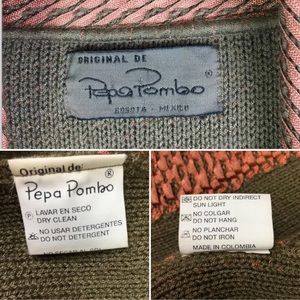 ORIGINAL DE
Pepa Pombo®
BOGOTA - MEXICO
Original de
Pepa Pombo®
LAVAR EN SECO
DRY CLEAN
NO USAR DETERGENTES
DO NOT DETERGENT
DO NOT DRY INDIRECT
SUN LIGHT
NO COLGAR
DO NOT HANG
NO PLANCHAR
DO NOT IRON
MADE IN COLOMBIA